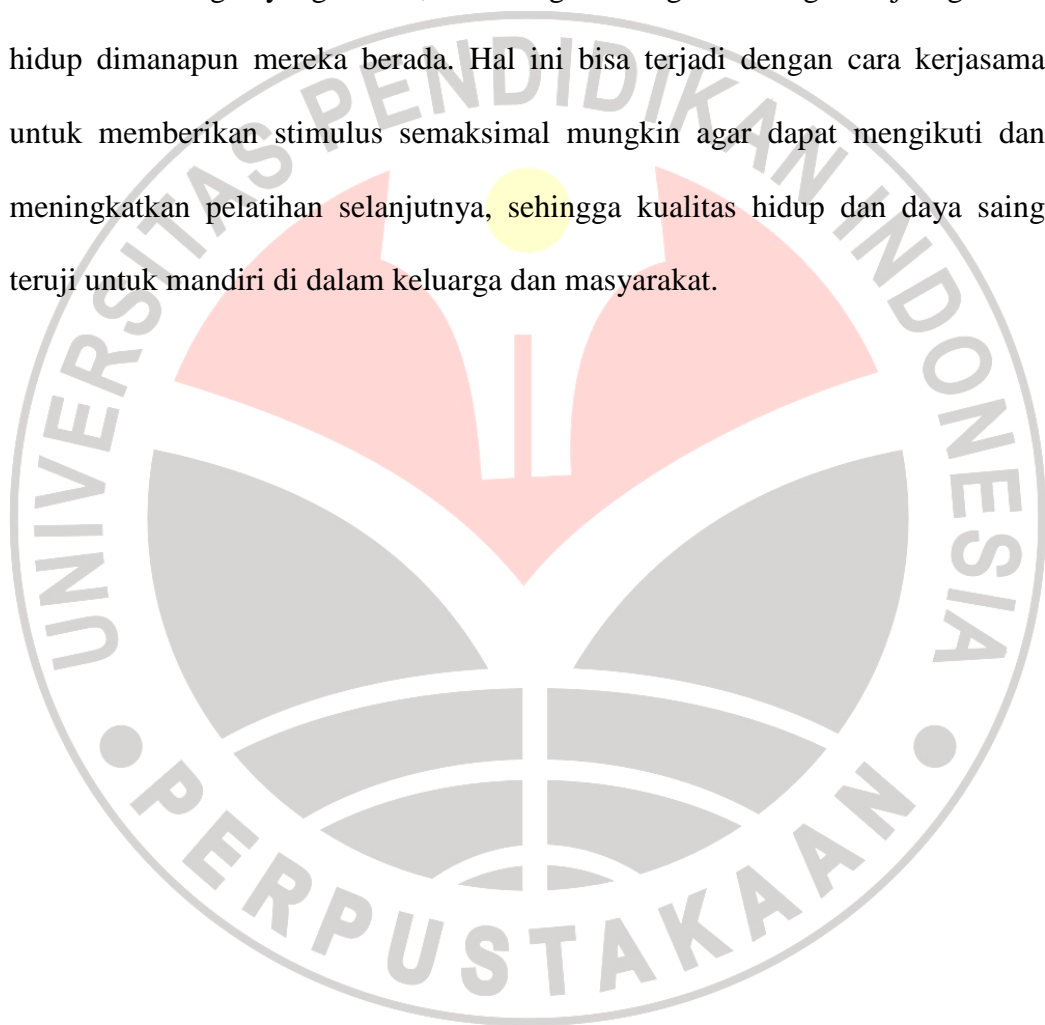 hidup dimanapun mereka berada. Hal ini bisa terjadi dengan cara kerjasama
untuk memberikan stimulus semaksimal mungkin agar dapat mengikuti dan
meningkatkan pelatihan selanjutnya, sehingga kualitas hidup dan daya saing
teruji untuk mandiri di dalam keluarga dan masyarakat.
UNIVERSITAS PENDIDIKAN INDONESIA
PERPUSTAKAAN